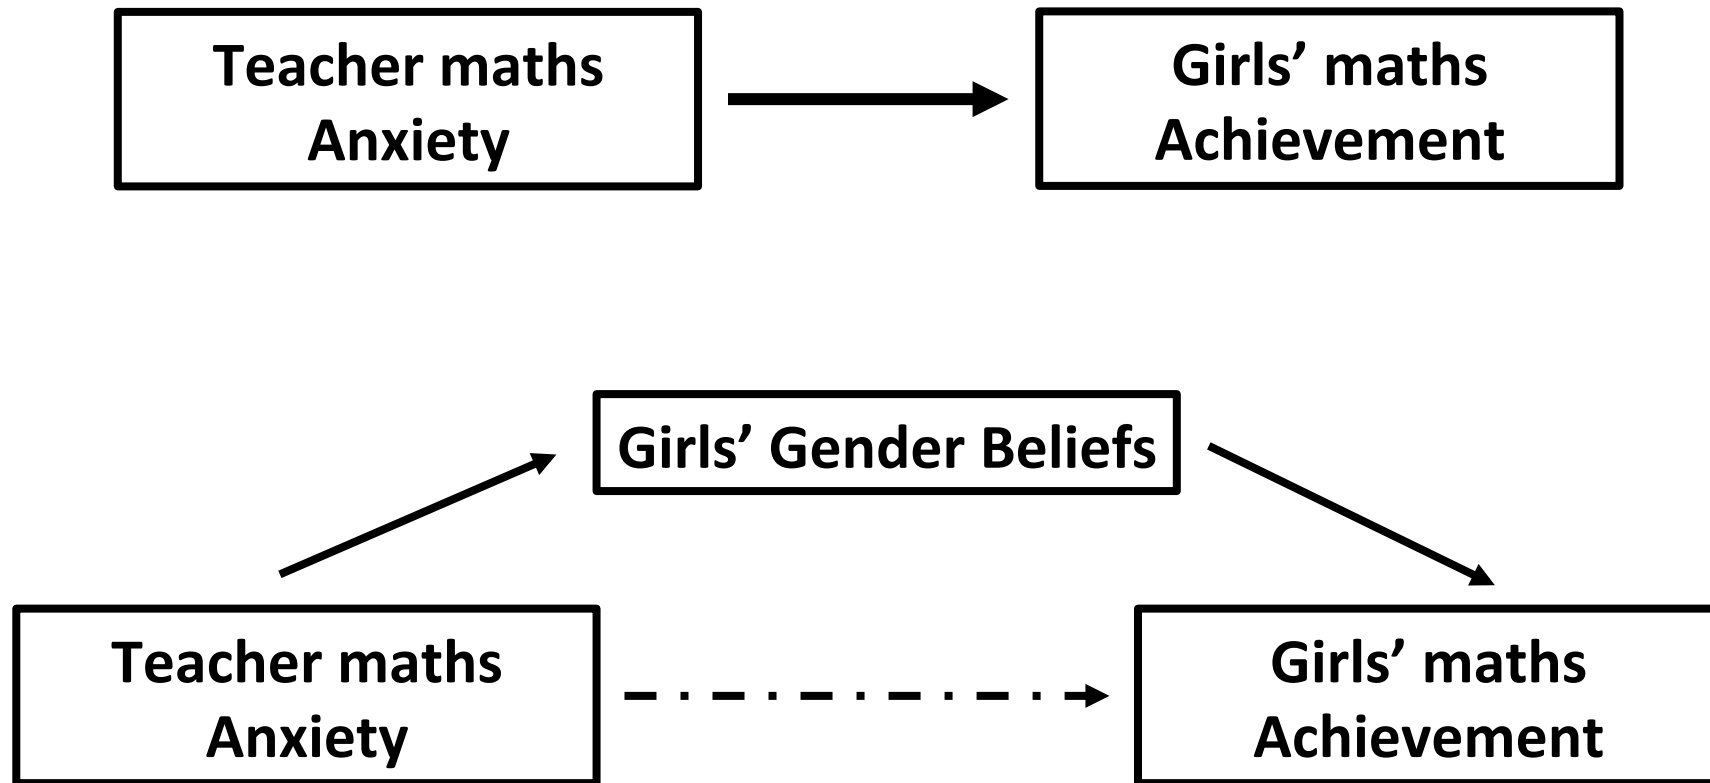 Teacher maths
Anxiety
Girls’ maths
Achievement
Girls’ Gender Beliefs
Teacher maths
Anxiety
Girls’ maths
Achievement